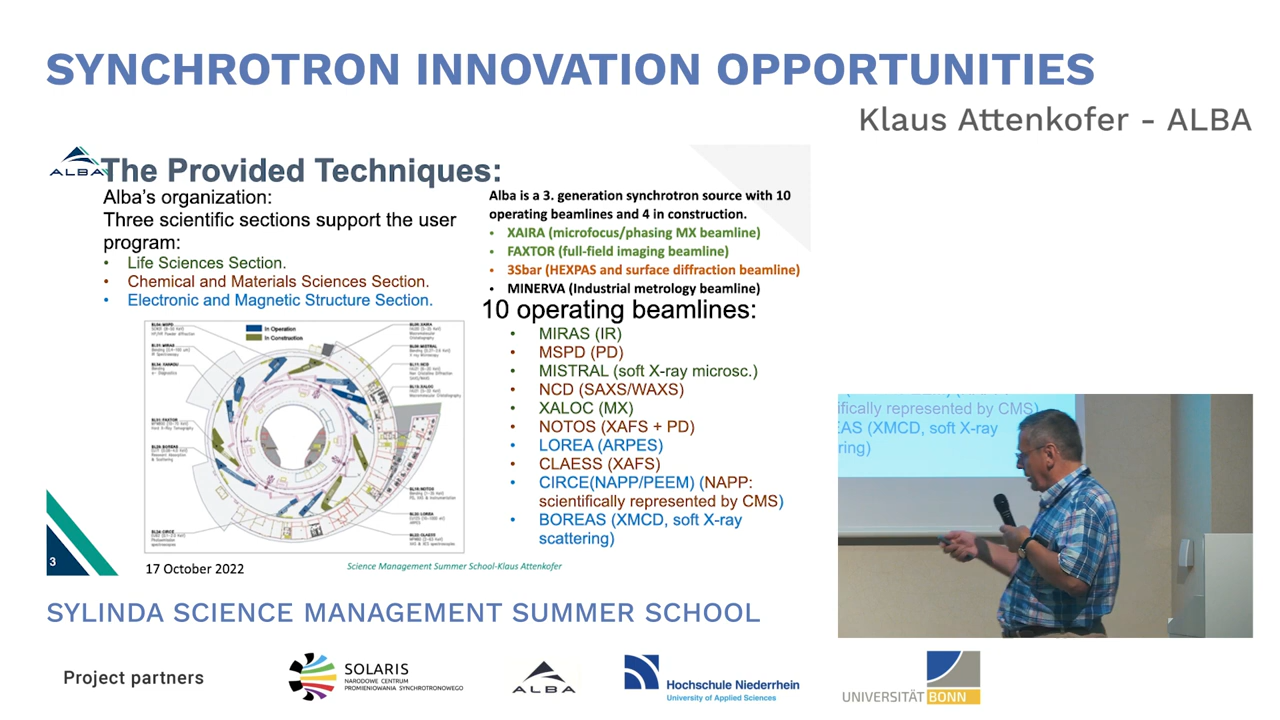 SYNCHROTRON INNOVATION OPPORTUNITIES
Klaus Attenkofer - ALBA
ALBA
The Provided Techniques:
Alba's organization:
Three scientific sections support the user
program:
• Life Sciences Section.
• Chemical and Materials Sciences Section.
• Electronic and Magnetic Structure Section.
Alba is a 3. generation synchrotron source with 10
operating beamlines and 4 in construction.
• XAIRA (microfocus/phasing MX beamline)
• FAXTOR (full-field imaging beamline)
• 3Sbar (HEXPAS and surface diffraction beamline)
• MINERVA (Industrial metrology beamline)
10 operating beamlines:
• MIRAS (IR)
• MSPD (PD)
• MISTRAL (soft X-ray microsc.)
• NCD (SAXS/WAXS)
• XALOC (MX)
• NOTOS (XAFS + PD)
• LOREA (ARPES)
• CLAESS (XAFS)
• CIRCE(NAPP/PEEM) (NAPP:
scientifically represented by CMS)
• BOREAS (XMCD, soft X-ray
scattering)
In Operation
In Construction
3
17 October 2022
Science Management Summer School-Klaus Attenkofer
ifically represented by CMS)
EAS (XMCD, soft X-ray
ring)
SYLINDA SCIENCE MANAGEMENT SUMMER SCHOOL
Project partners
SOLARIS
NARODOWE CENTRUM
PROMIENIOWANIA SYNCHROTRONOWEGO
ALBA
Hochschule Niederrhein
University of Applied Sciences
UNIVERSITÄT BONN